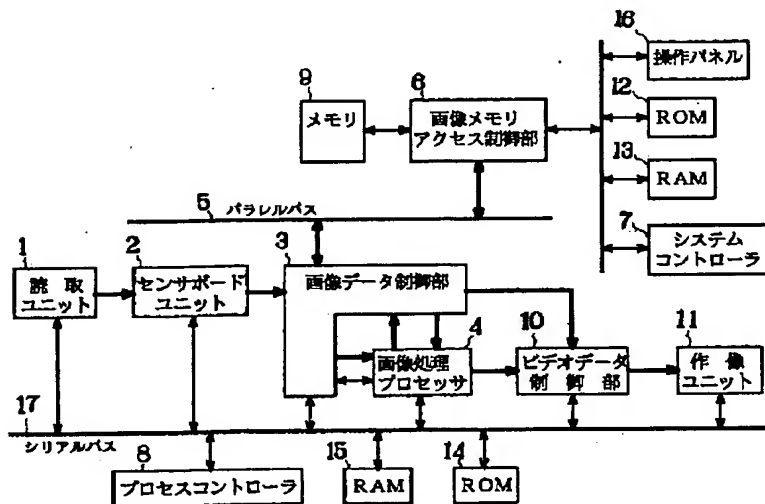 16
操作パネル
12
ROM
13
RAM
7
システム
コントローラ
9
メモリ
6
画像メモリ
アクセス制御部
5
パラレルバス
1
読取
ユニット
2
センサボード
ユニット
3
画像データ制御部
4
画像処理
プロセッサ
10
ビデオデータ
制御部
11
作像
ユニット
17
シリアルバス
8
プロセスコントローラ
15
RAM
14
ROM